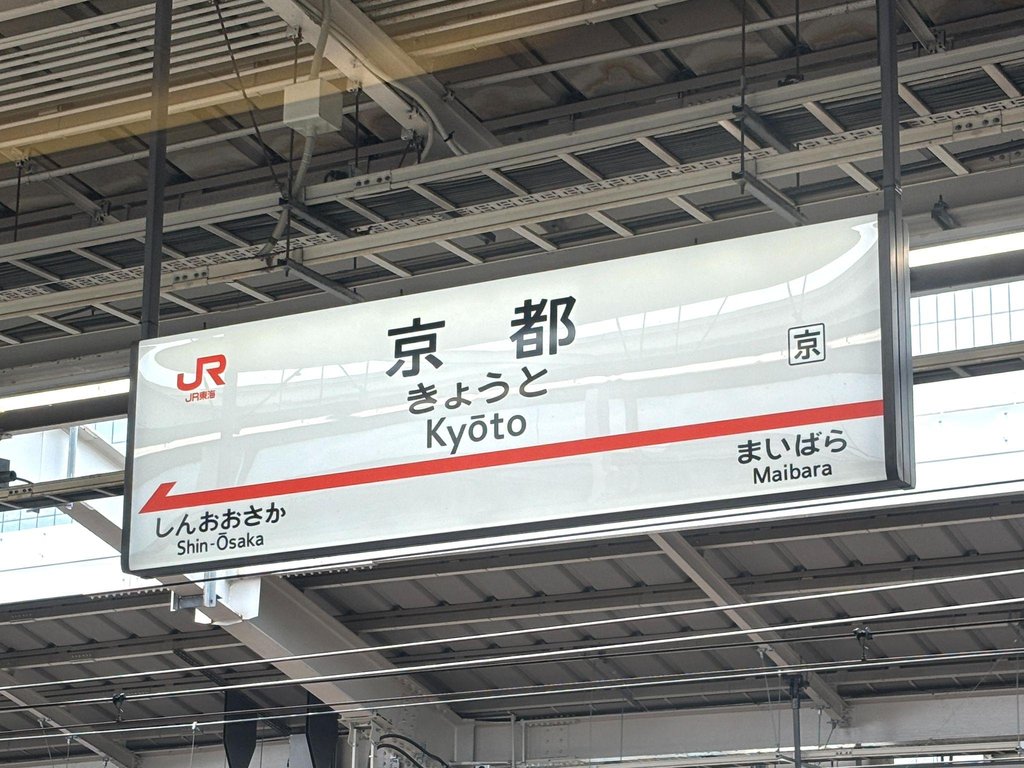 JR
JR東海
京都
きょうと
Kyōto
京
しんおおさか
Shin-Ōsaka
まいばら
Maibara